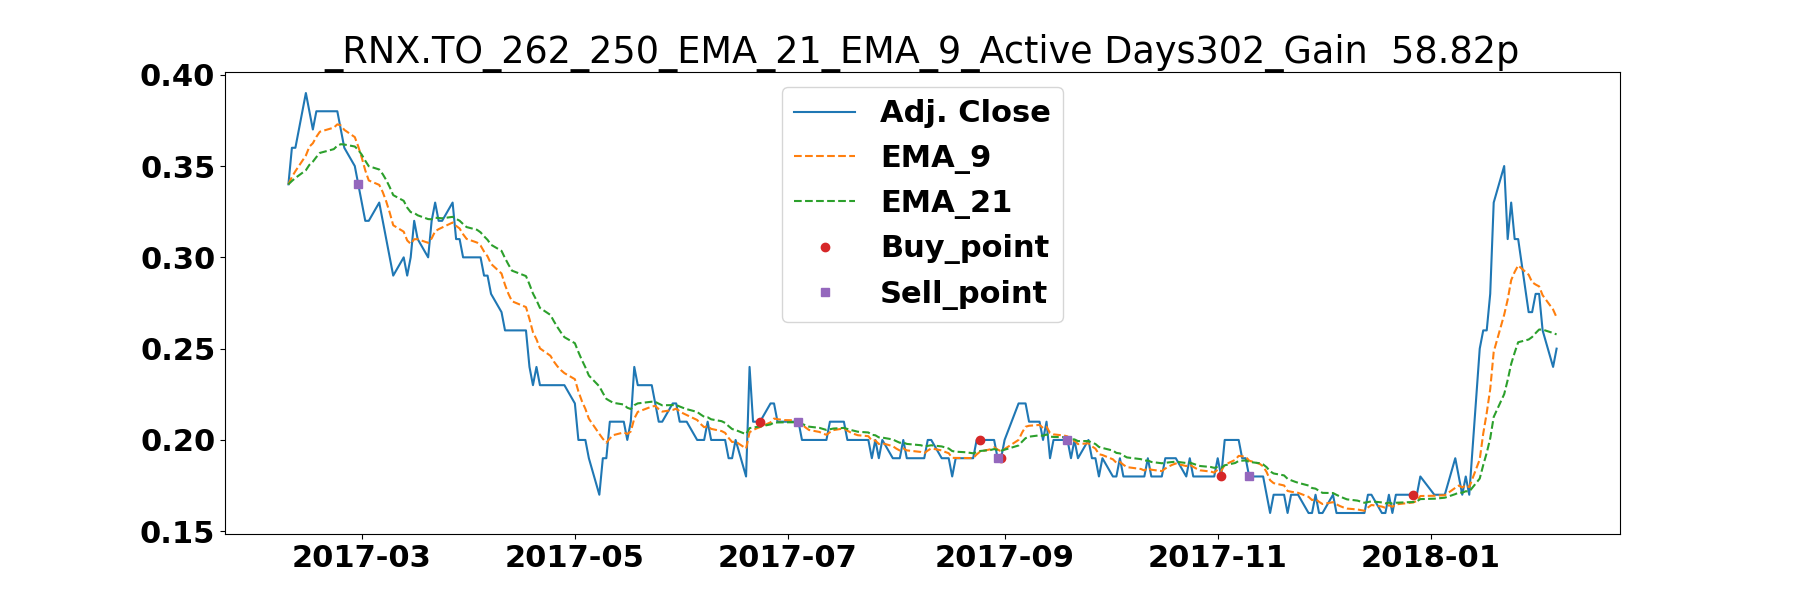 _RNX.TO_262_250_EMA_21_EMA_9_Active Days302_Gain  58.82p
0.40
0.35
0.30
0.25
0.20
0.15
Adj. Close
EMA_9
EMA_21
Buy_point
Sell_point
2017-03 2017-05 2017-07 2017-09 2017-11 2018-01